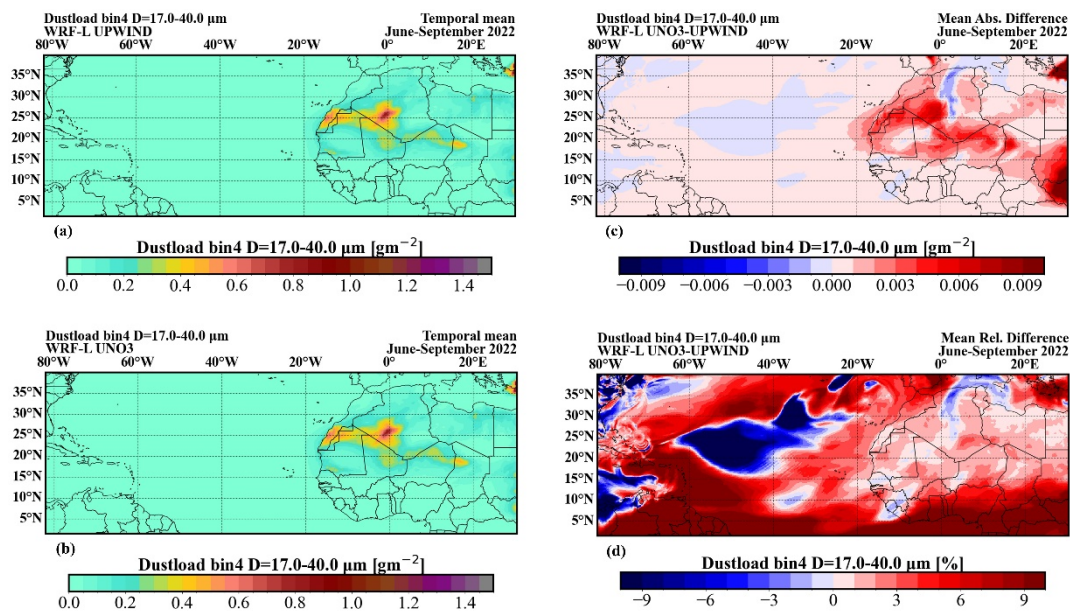 Dustload bin4 D=17.0-40.0 μm
WRF-L UPWIND
Temporal mean
June-September 2022
80°W 60°W 40°W 20°W 0° 20°E
35°N
30°N
25°N
20°N
15°N
10°N
5°N
(a)
Dustload bin4 D=17.0-40.0 μm [gm⁻²]
0.0 0.2 0.4 0.6 0.8 1.0 1.2 1.4
Dustload bin4 D=17.0-40.0 μm
WRF-L UNO3-UPWIND
Mean Abs. Difference
June-September 2022
80°W 60°W 40°W 20°W 0° 20°E
35°N
30°N
25°N
20°N
15°N
10°N
5°N
(c)
Dustload bin4 D=17.0-40.0 μm [gm⁻²]
−0.009 −0.006 −0.003 0.000 0.003 0.006 0.009
Dustload bin4 D=17.0-40.0 μm
WRF-L UNO3
Temporal mean
June-September 2022
80°W 60°W 40°W 20°W 0° 20°E
35°N
30°N
25°N
20°N
15°N
10°N
5°N
(b)
Dustload bin4 D=17.0-40.0 μm [gm⁻²]
0.0 0.2 0.4 0.6 0.8 1.0 1.2 1.4
Dustload bin4 D=17.0-40.0 μm
WRF-L UNO3-UPWIND
Mean Rel. Difference
June-September 2022
80°W 60°W 40°W 20°W 0° 20°E
35°N
30°N
25°N
20°N
15°N
10°N
5°N
(d)
Dustload bin4 D=17.0-40.0 μm [%]
−9 −6 −3 0 3 6 9